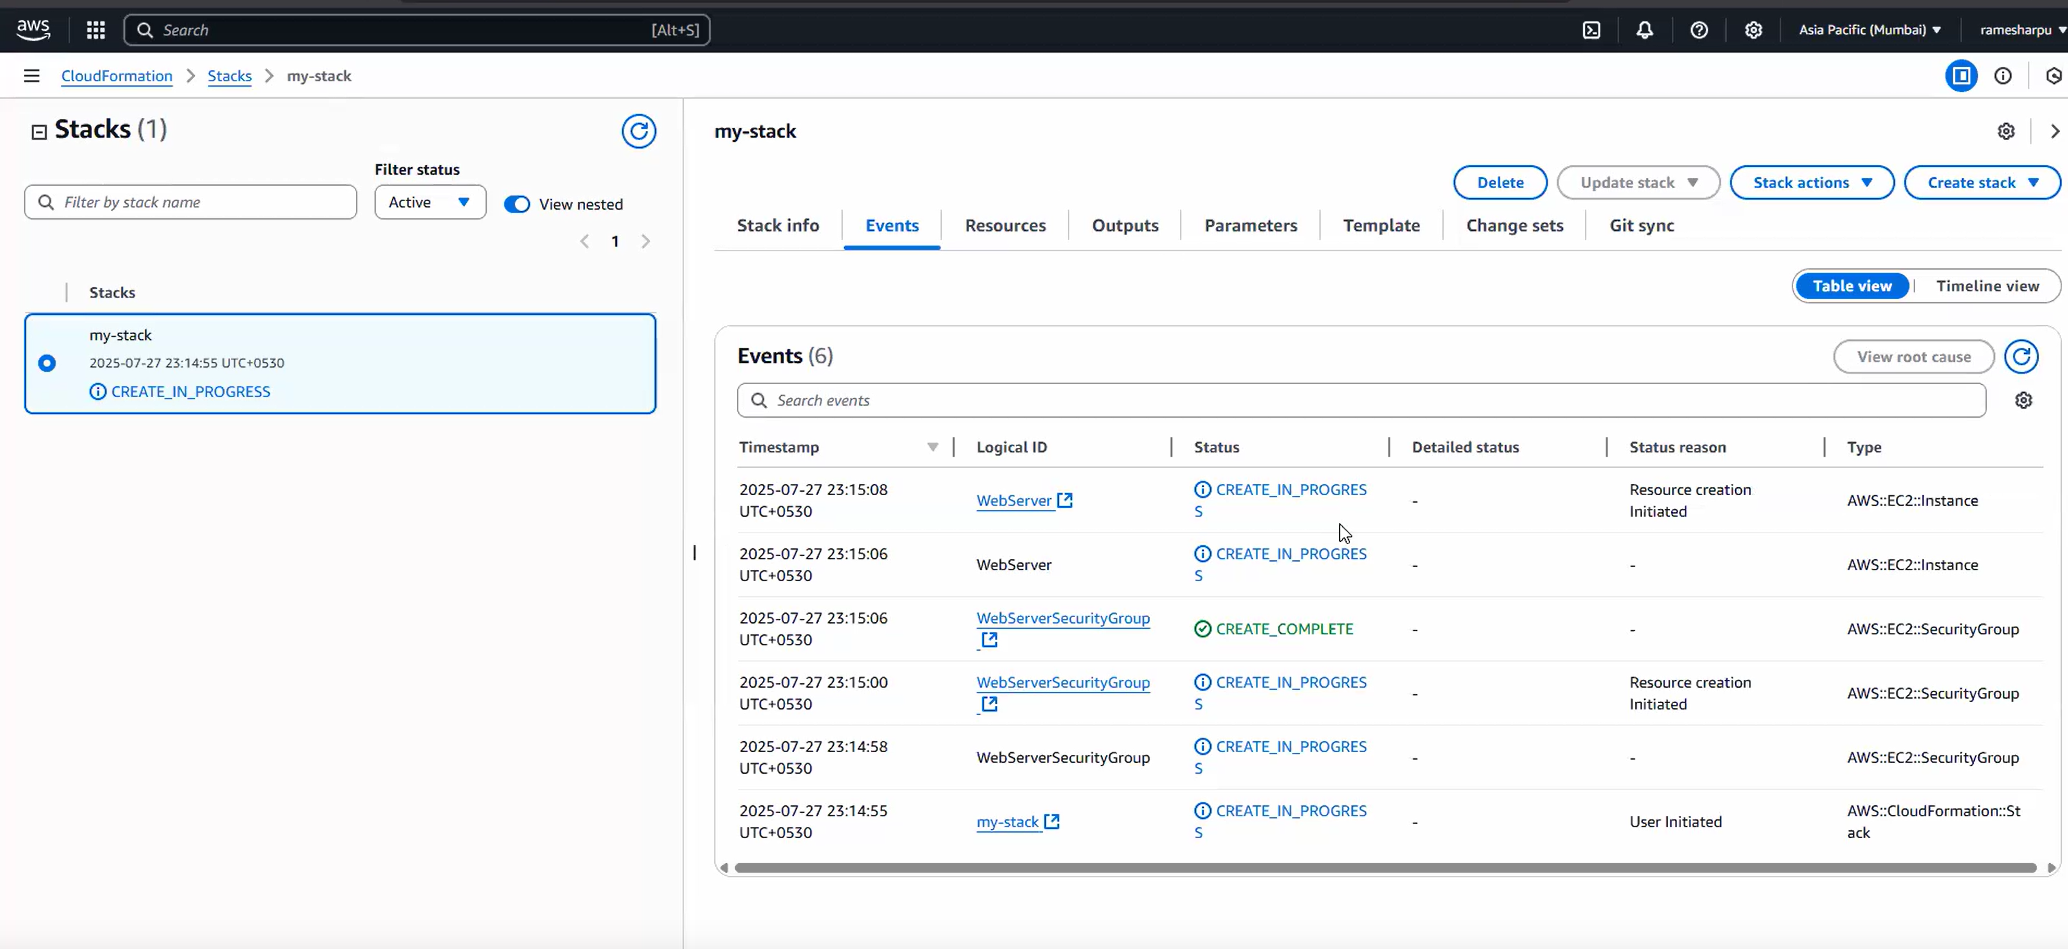 aws
Search
[Alt+S]
Asia Pacific (Mumbai)
ramesharpu
CloudFormation
Stacks
my-stack
Stacks (1)
Filter status
Filter by stack name
Active
View nested
1
Stacks
my-stack
2025-07-27 23:14:55 UTC+0530
CREATE_IN_PROGRESS
my-stack
Delete
Update stack
Stack actions
Create stack
Stack info
Events
Resources
Outputs
Parameters
Template
Change sets
Git sync
Table view
Timeline view
Events (6)
View root cause
Search events
Timestamp
Logical ID
Status
Detailed status
Status reason
Type
2025-07-27 23:15:08
UTC+0530
WebServer
CREATE_IN_PROGRES
S
-
Resource creation
Initiated
AWS::EC2::Instance
2025-07-27 23:15:06
UTC+0530
WebServer
CREATE_IN_PROGRES
S
-
-
AWS::EC2::Instance
2025-07-27 23:15:06
UTC+0530
WebServerSecurityGroup
CREATE_COMPLETE
-
-
AWS::EC2::SecurityGroup
2025-07-27 23:15:00
UTC+0530
WebServerSecurityGroup
CREATE_IN_PROGRES
S
-
Resource creation
Initiated
AWS::EC2::SecurityGroup
2025-07-27 23:14:58
UTC+0530
WebServerSecurityGroup
CREATE_IN_PROGRES
S
-
-
AWS::EC2::SecurityGroup
2025-07-27 23:14:55
UTC+0530
my-stack
CREATE_IN_PROGRES
S
-
User Initiated
AWS::CloudFormation::St
ack